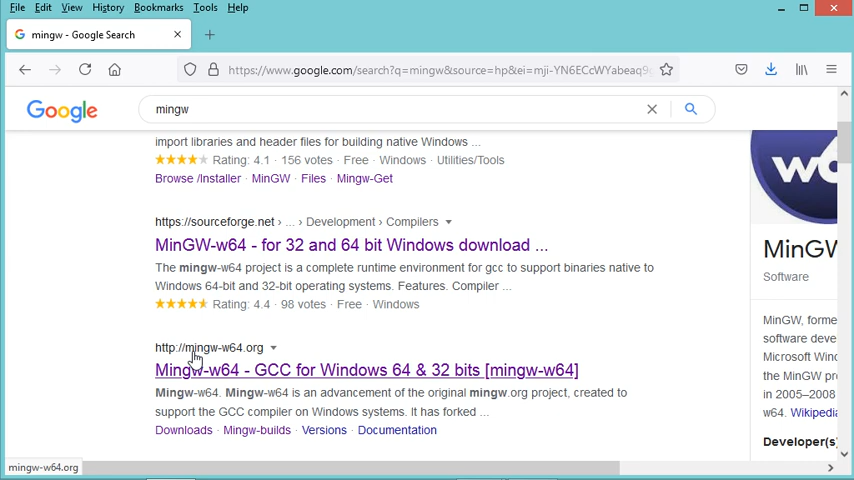 File Edit View History Bookmarks Tools Help
mingw - Google Search
https://www.google.com/search?q=mingw&source=hp&ei=mji-YN6ECcWYabeaq9g
Google
mingw
import libraries and header files for building native Windows ...
Rating: 4.1 · 156 votes · Free · Windows · Utilities/Tools
Browse /Installer · MinGW · Files · Mingw-Get
https://sourceforge.net › ... › Development › Compilers
MinGW-w64 - for 32 and 64 bit Windows download ...
The mingw-w64 project is a complete runtime environment for gcc to support binaries native to
Windows 64-bit and 32-bit operating systems. Features. Compiler ...
Rating: 4.4 · 98 votes · Free · Windows
http://mingw-w64.org
Mingw-w64 - GCC for Windows 64 & 32 bits [mingw-w64]
Mingw-w64. Mingw-w64 is an advancement of the original mingw.org project, created to
support the GCC compiler on Windows systems. It has forked ...
Downloads · Mingw-builds · Versions · Documentation
w6
MinGW
Software
MinGW, forme
software deve
Microsoft Wind
the MinGW pro
in 2005–2008
w64. Wikipedia
Developer(s)
mingw-w64.org